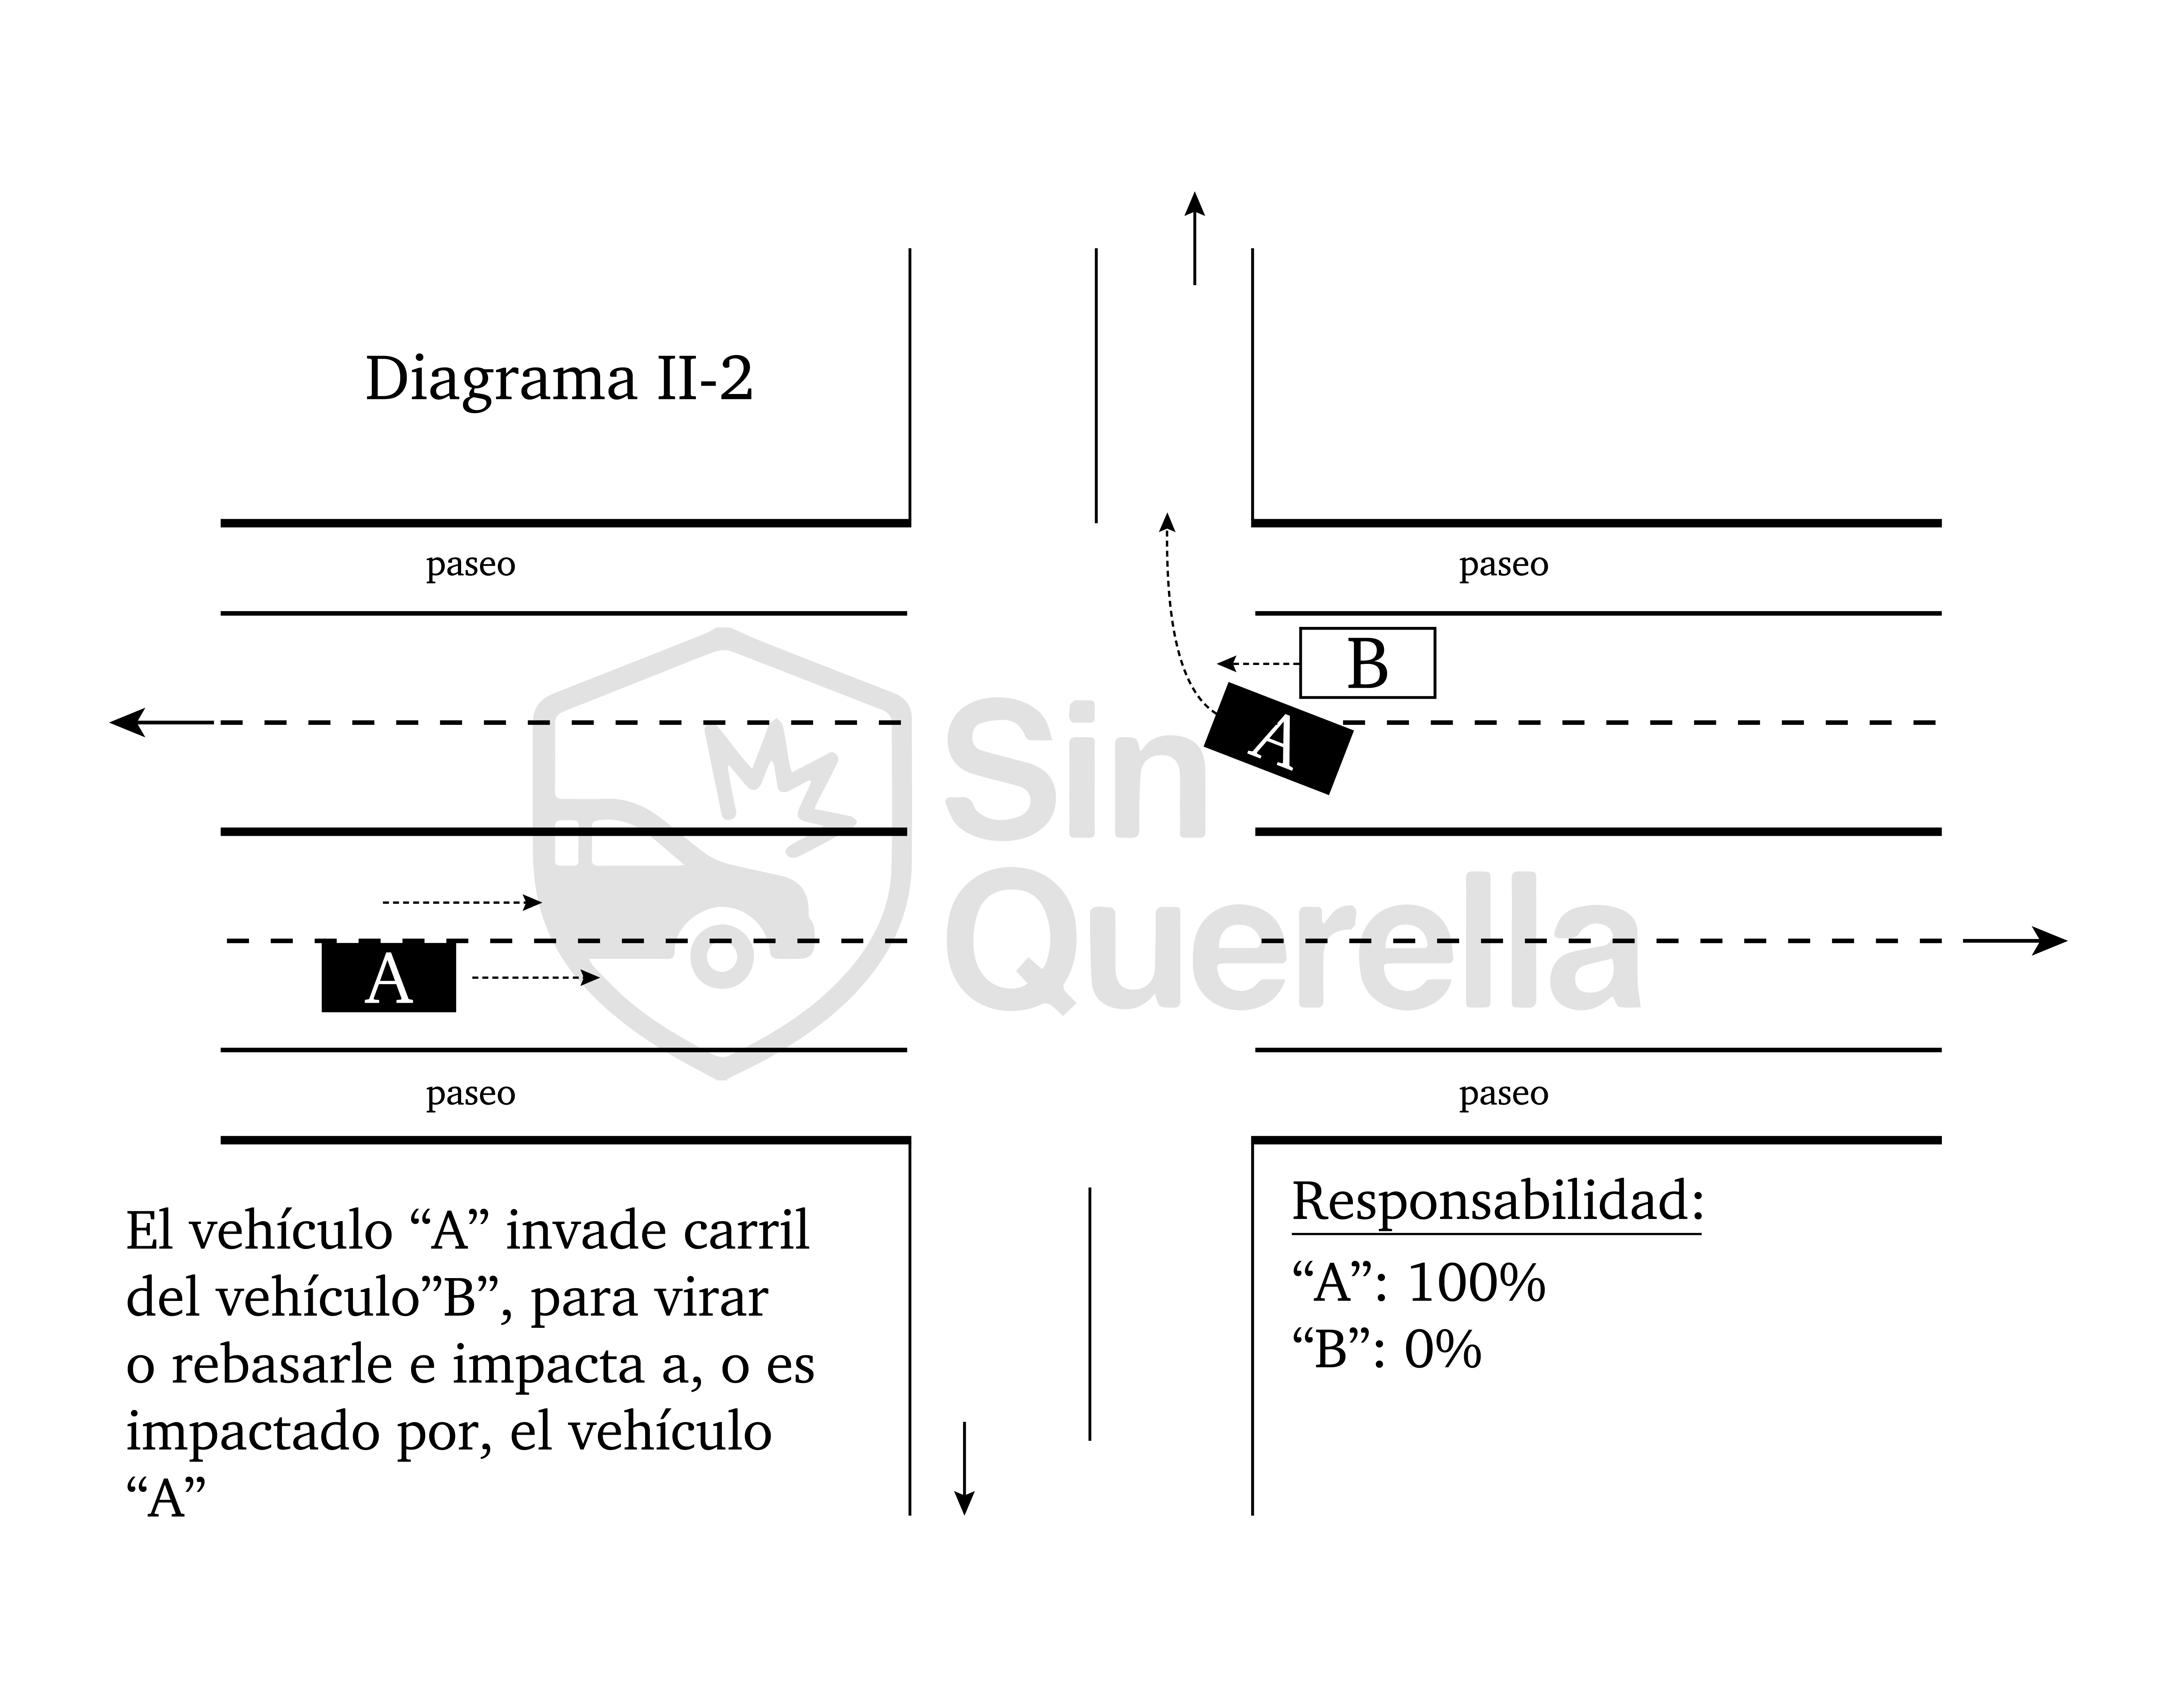 Diagrama II-2
paseo
paseo
B
A
Sin
Querella
A
paseo
paseo
El vehículo “A” invade carril
del vehículo”B”, para virar
o rebasarle e impacta a, o es
impactado por, el vehículo
“A”
Responsabilidad:
“A”: 100%
“B”: 0%